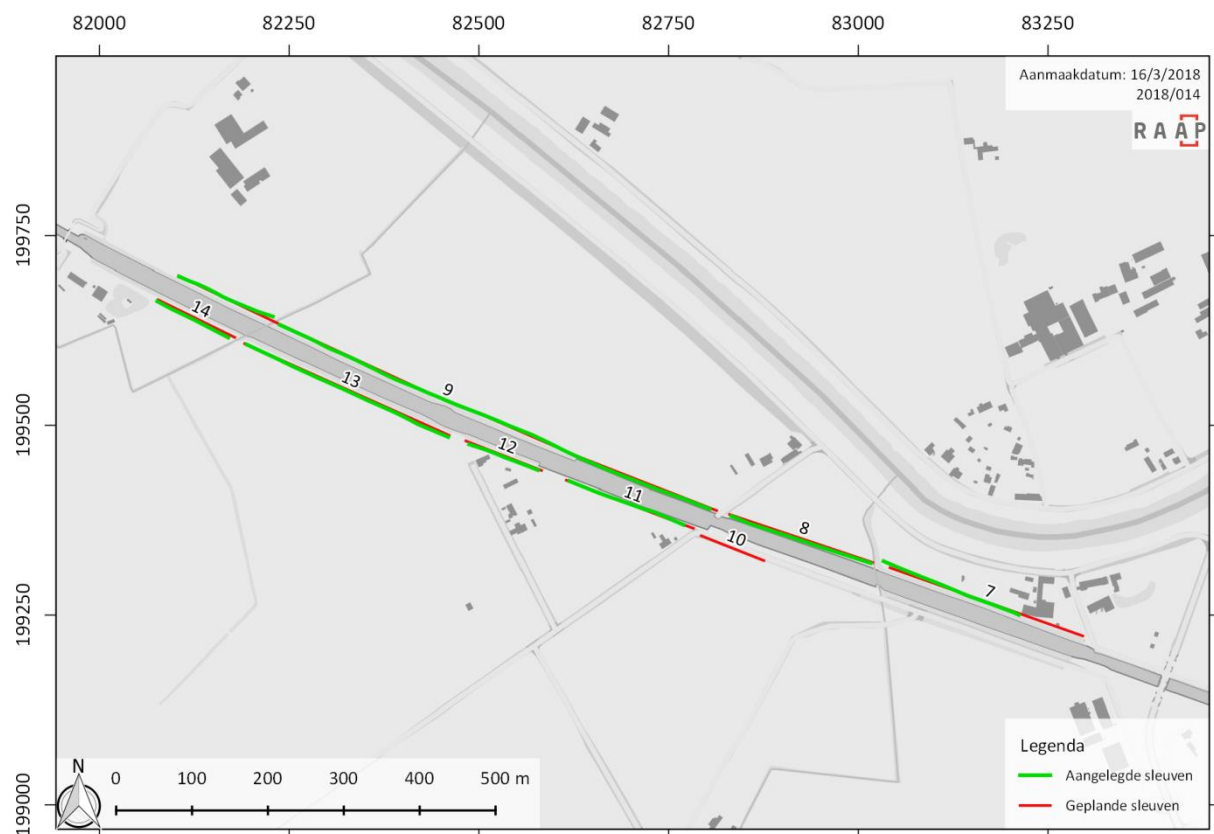 82000 82250 82500 82750 83000 83250
Aanmaakdatum: 16/3/2018
2018/014
RAAP
199750
199500
199250
199000
14
13
9
12
11
10
8
7
N
0 100 200 300 400 500 m
Legenda
Aangelegde sleuven
Geplande sleuven